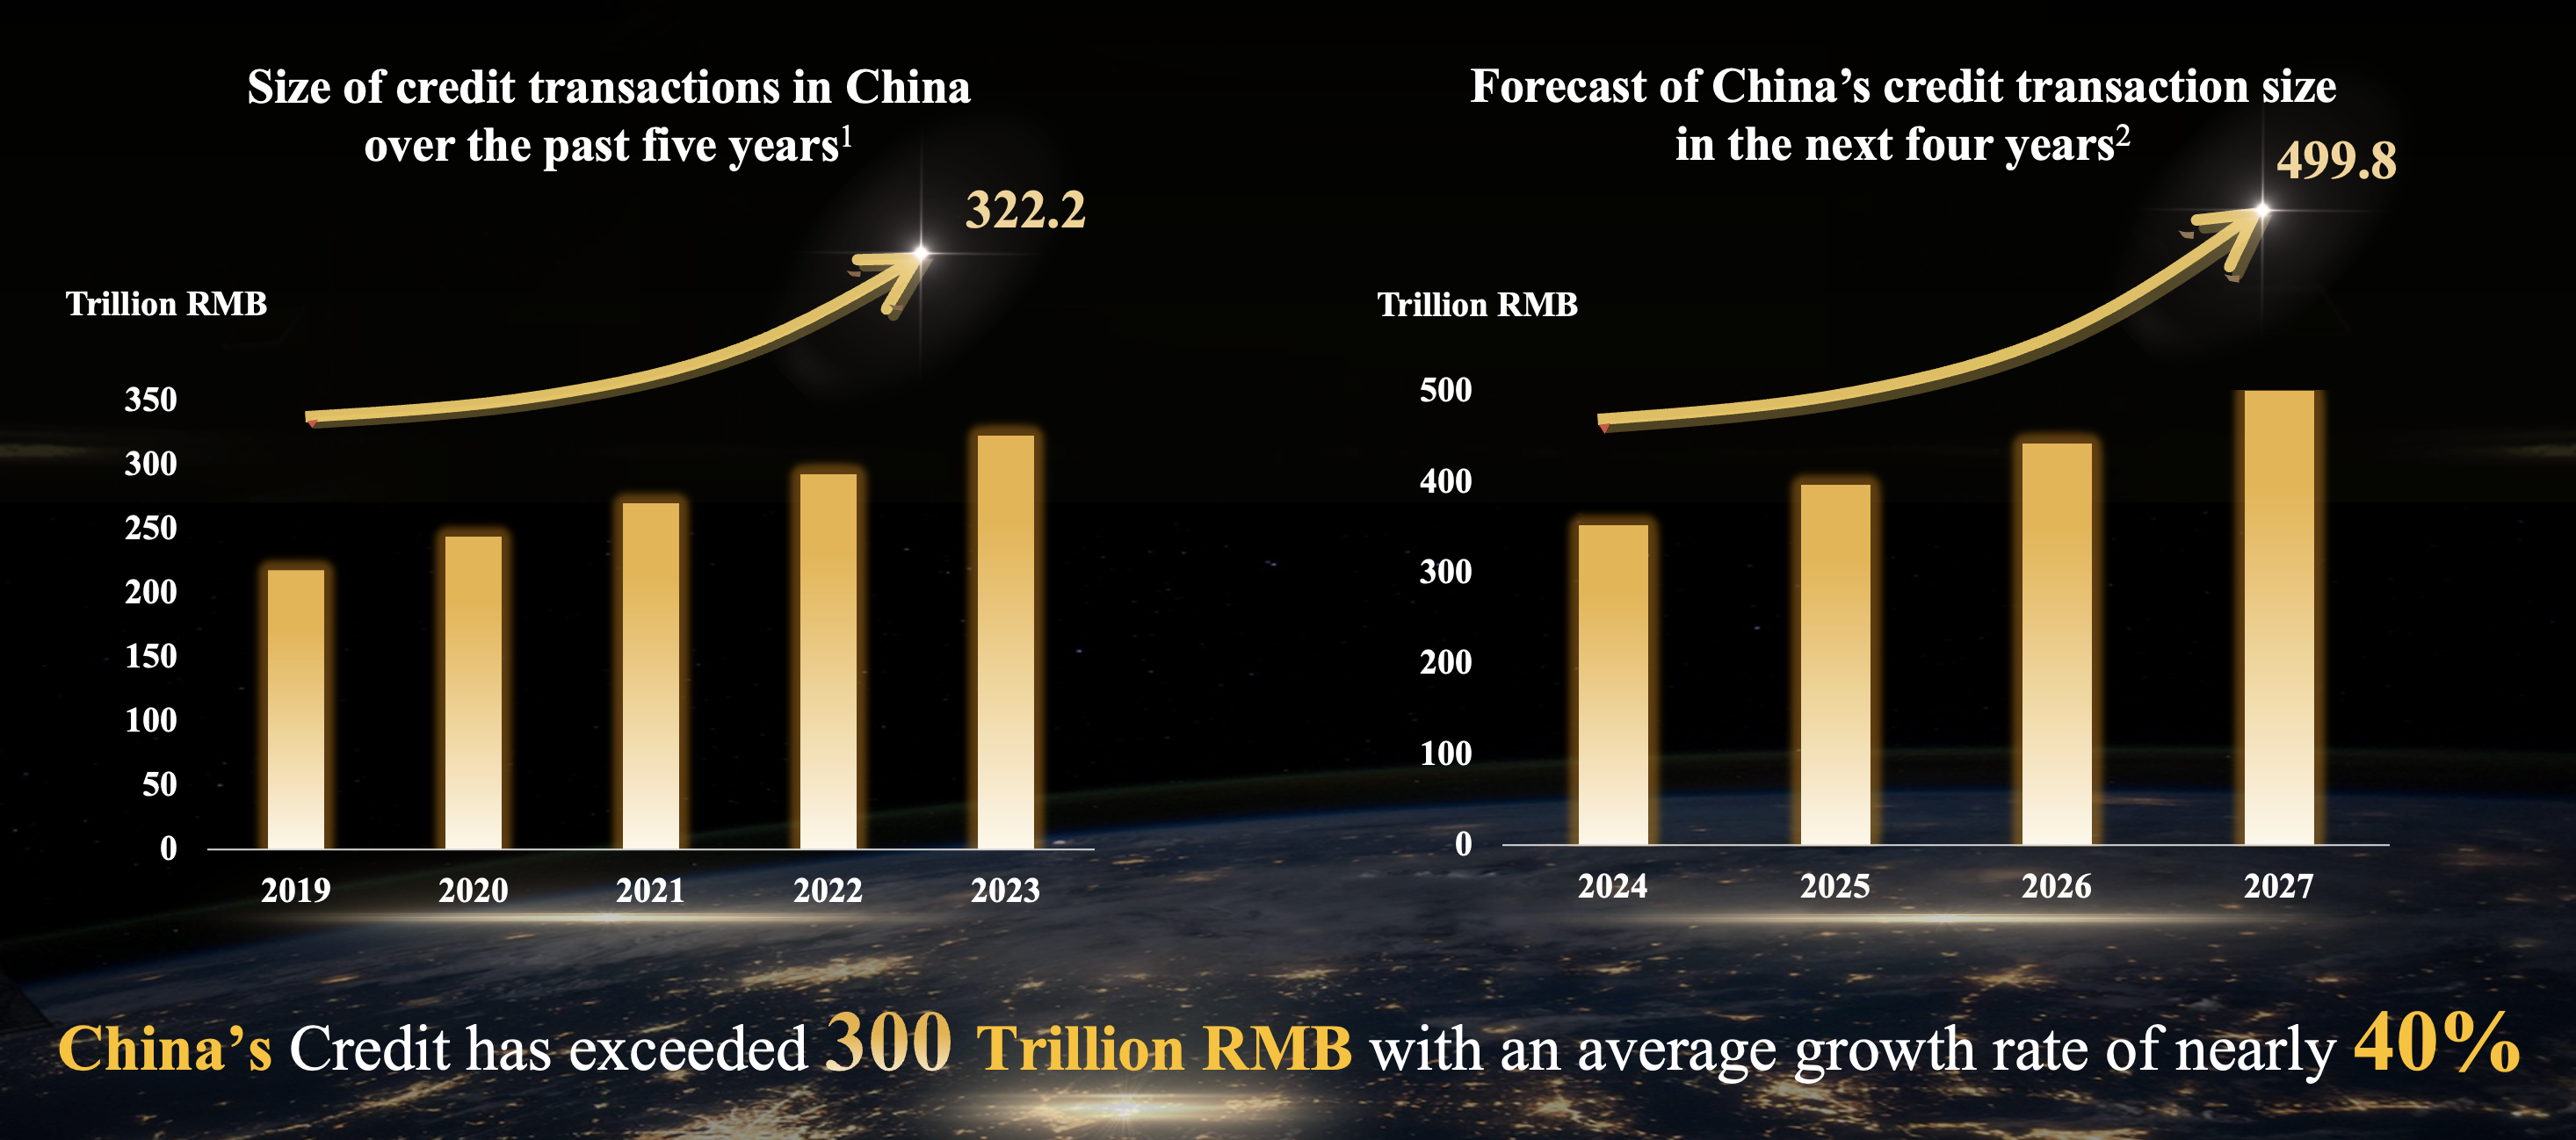 Size of credit transactions in China
over the past five years1
322.2
Trillion RMB
350
300
250
200
150
100
50
0
2019 2020 2021 2022 2023
Forecast of China’s credit transaction size
in the next four years2
499.8
Trillion RMB
500
400
300
200
100
0
2024 2025 2026 2027
China’s Credit has exceeded 300 Trillion RMB with an average growth rate of nearly 40%